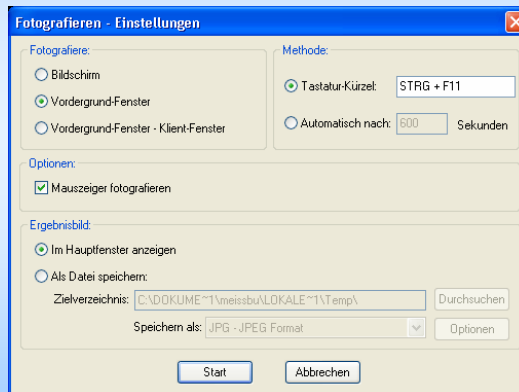 Fotografieren - Einstellungen
Fotografiere:
Bildschirm
Vordergrund-Fenster
Vordergrund-Fenster - Klient-Fenster
Methode:
Tastatur-Kürzel: STRG + F11
Automatisch nach: 600 Sekunden
Optionen:
Mauszeiger fotografieren
Ergebnisbild:
Im Hauptfenster anzeigen
Als Datei speichern:
Zielverzeichnis: C:\DOKUME~1\meissbu\LOKALE~1\Temp\ Durchsuchen
Speichern als: JPG - JPEG Format Optionen
Start Abbrechen